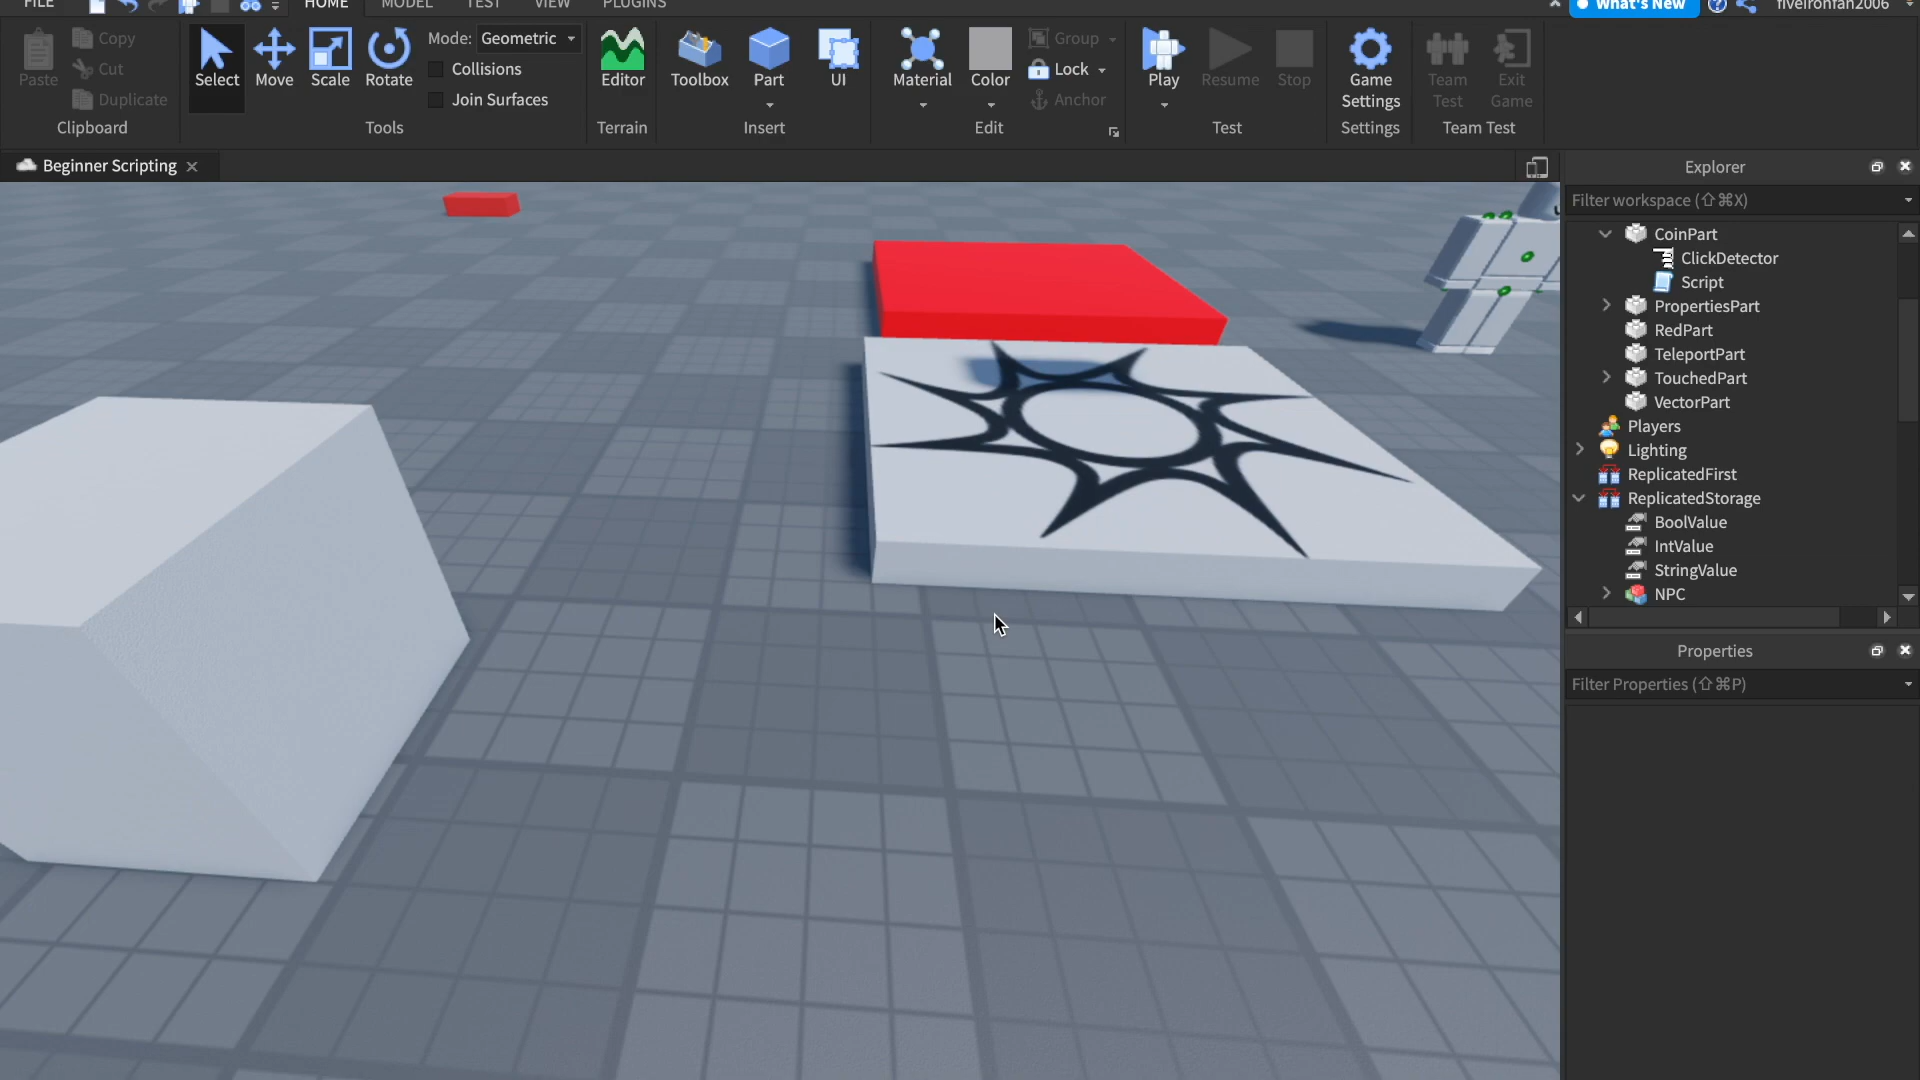 FILE
HOME
MODEL
TEST
VIEW
PLUGINS
What's New
fiveironfan2006
Paste
Copy
Cut
Duplicate
Clipboard
Select
Move
Scale
Rotate
Mode: Geometric
Collisions
Join Surfaces
Tools
Editor
Terrain
Toolbox
Part
UI
Insert
Material
Color
Group
Lock
Anchor
Edit
Play
Resume
Stop
Test
Game
Settings
Settings
Team
Test
Exit
Game
Team Test
Beginner Scripting
Explorer
Filter workspace (⇧⌘X)
CoinPart
ClickDetector
Script
PropertiesPart
RedPart
TeleportPart
TouchedPart
VectorPart
Players
Lighting
ReplicatedFirst
ReplicatedStorage
BoolValue
IntValue
StringValue
NPC
Properties
Filter Properties (⇧⌘P)